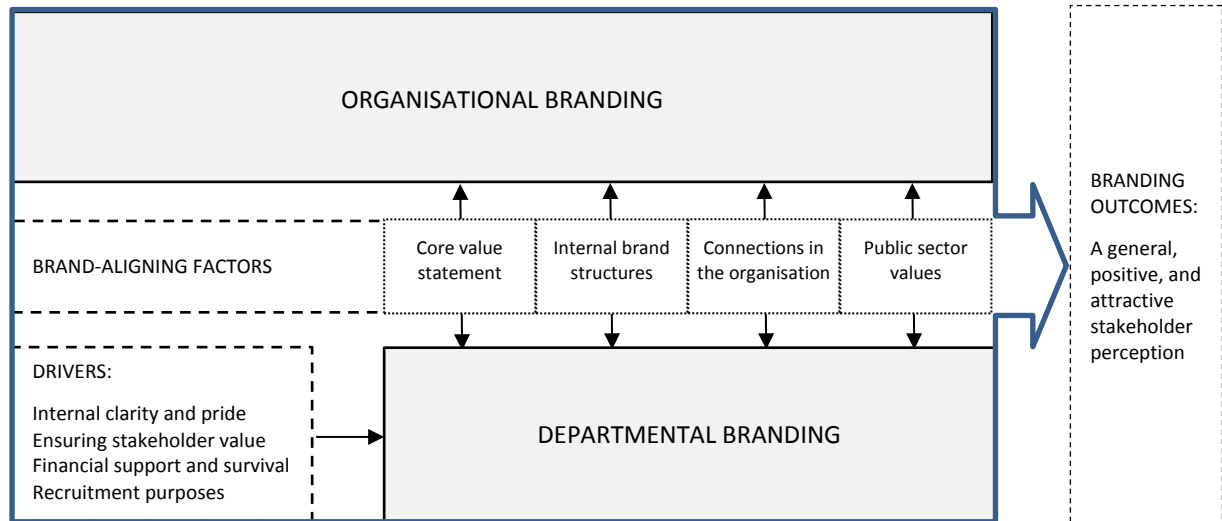 ORGANISATIONAL BRANDING
BRAND-ALIGNING FACTORS
Core value
statement
Internal brand
structures
Connections in
the organisation
Public sector
values
DRIVERS:
Internal clarity and pride
Ensuring stakeholder value
Financial support and survival
Recruitment purposes
DEPARTMENTAL BRANDING
BRANDING
OUTCOMES:
A general,
positive, and
attractive
stakeholder
perception